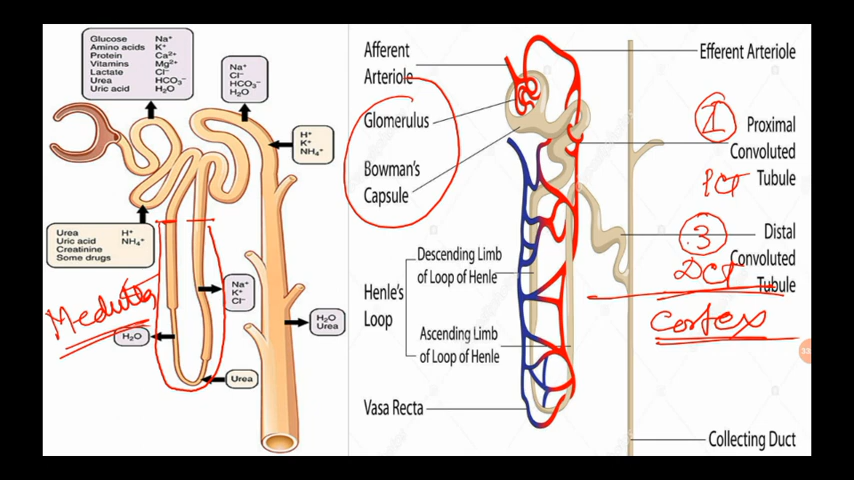 Glucose Na⁺
Amino acids K⁺
Protein Ca²⁺
Vitamins Mg²⁺
Lactate Cl⁻
Urea HCO₃⁻
Uric acid H₂O
Na⁺
Cl⁻
HCO₃⁻
H₂O
H⁺
K⁺
NH₄⁺
Urea H⁺
Uric acid NH₄⁺
Creatinine
Some drugs
Na⁺
K⁺
Cl⁻
Medulla
H₂O
H₂O
Urea
Urea
Afferent
Arteriole
Efferent Arteriole
Glomerulus
Bowman's
Capsule
1
Proximal
Convoluted
Tubule
PCT
3
Distal
Convoluted
Tubule
DCT
Cortex
Descending Limb
of Loop of Henle
Henle's
Loop
Ascending Limb
of Loop of Henle
Vasa Recta
Collecting Duct